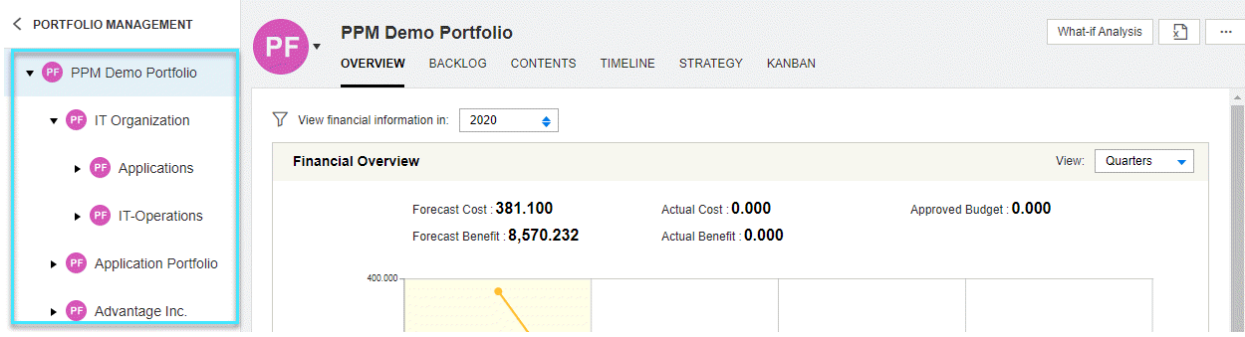 PORTFOLIO MANAGEMENT
PF PPM Demo Portfolio
PF IT Organization
PF Applications
PF IT-Operations
PF Application Portfolio
PF Advantage Inc.
PF
PPM Demo Portfolio
What-if Analysis x ...
OVERVIEW BACKLOG CONTENTS TIMELINE STRATEGY KANBAN
View financial information in: 2020
Financial Overview View: Quarters
Forecast Cost : 381.100 Actual Cost : 0.000 Approved Budget : 0.000
Forecast Benefit : 8,570.232 Actual Benefit : 0.000
400.000